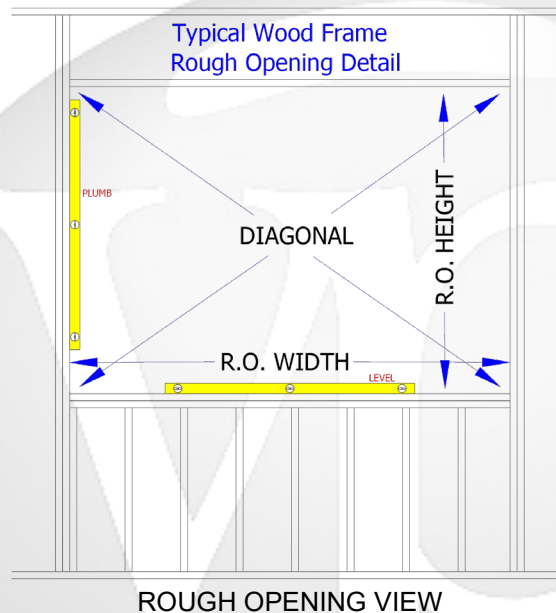 Typical Wood Frame
Rough Opening Detail
PLUMB
DIAGONAL
R.O. HEIGHT
R.O. WIDTH
LEVEL
ROUGH OPENING VIEW